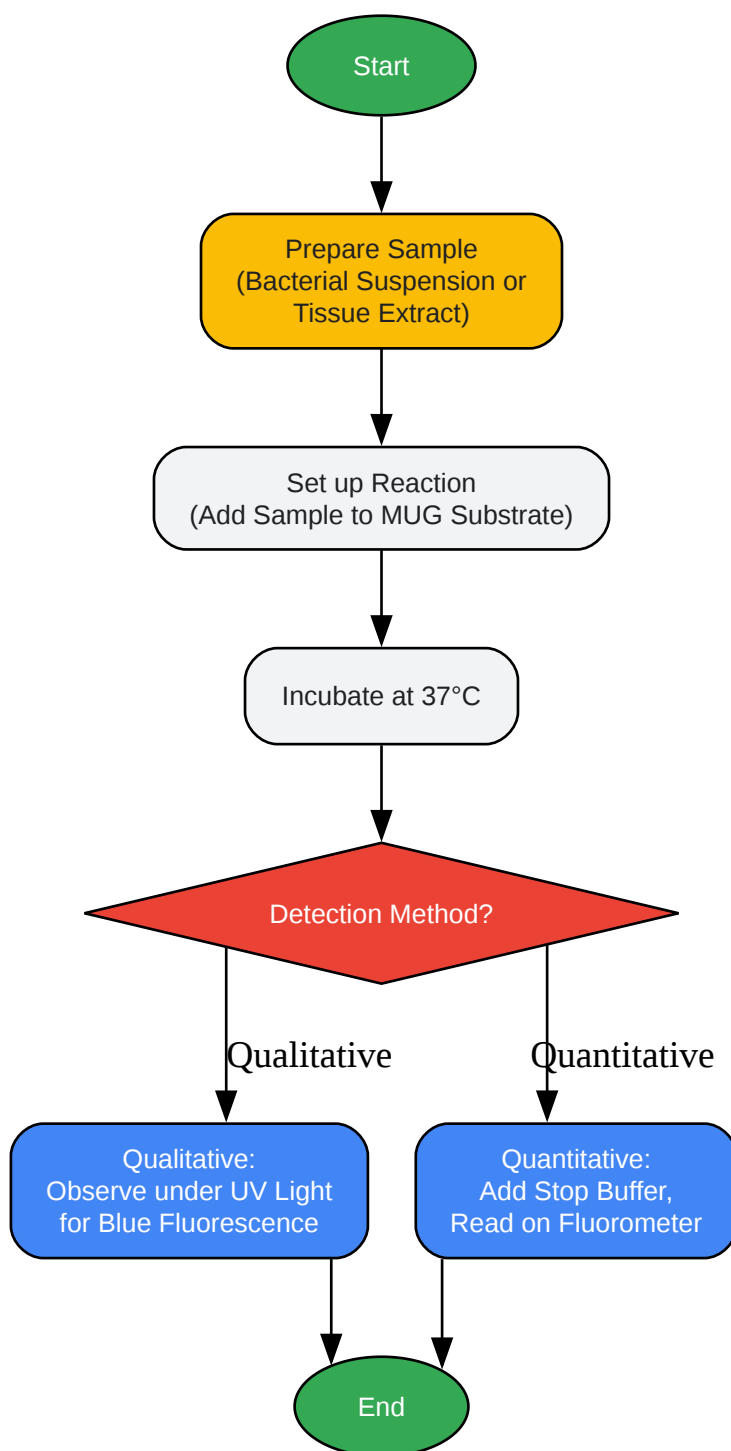 Start
Prepare Sample
(Bacterial Suspension or
Tissue Extract)
Set up Reaction
(Add Sample to MUG Substrate)
Incubate at 37°C
Detection Method?
Qualitative
Quantitative
Qualitative:
Observe under UV Light
for Blue Fluorescence
Quantitative:
Add Stop Buffer,
Read on Fluorometer
End